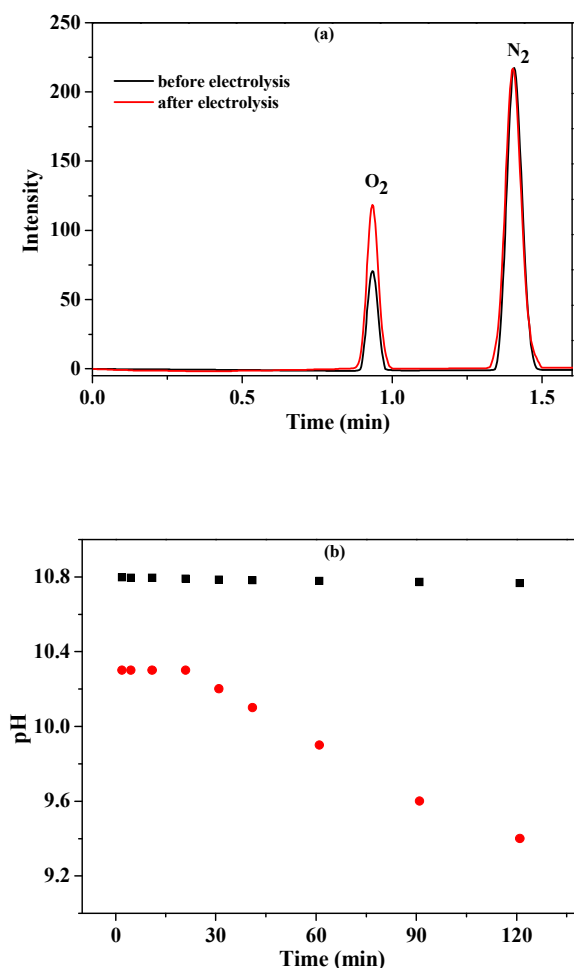 (a)
before electrolysis
after electrolysis
O2
N2
Intensity
250
200
150
100
50
0
0.0 0.5 1.0 1.5
Time (min)
(b)
pH
10.8
10.4
10.0
9.6
9.2
0 30 60 90 120
Time (min)